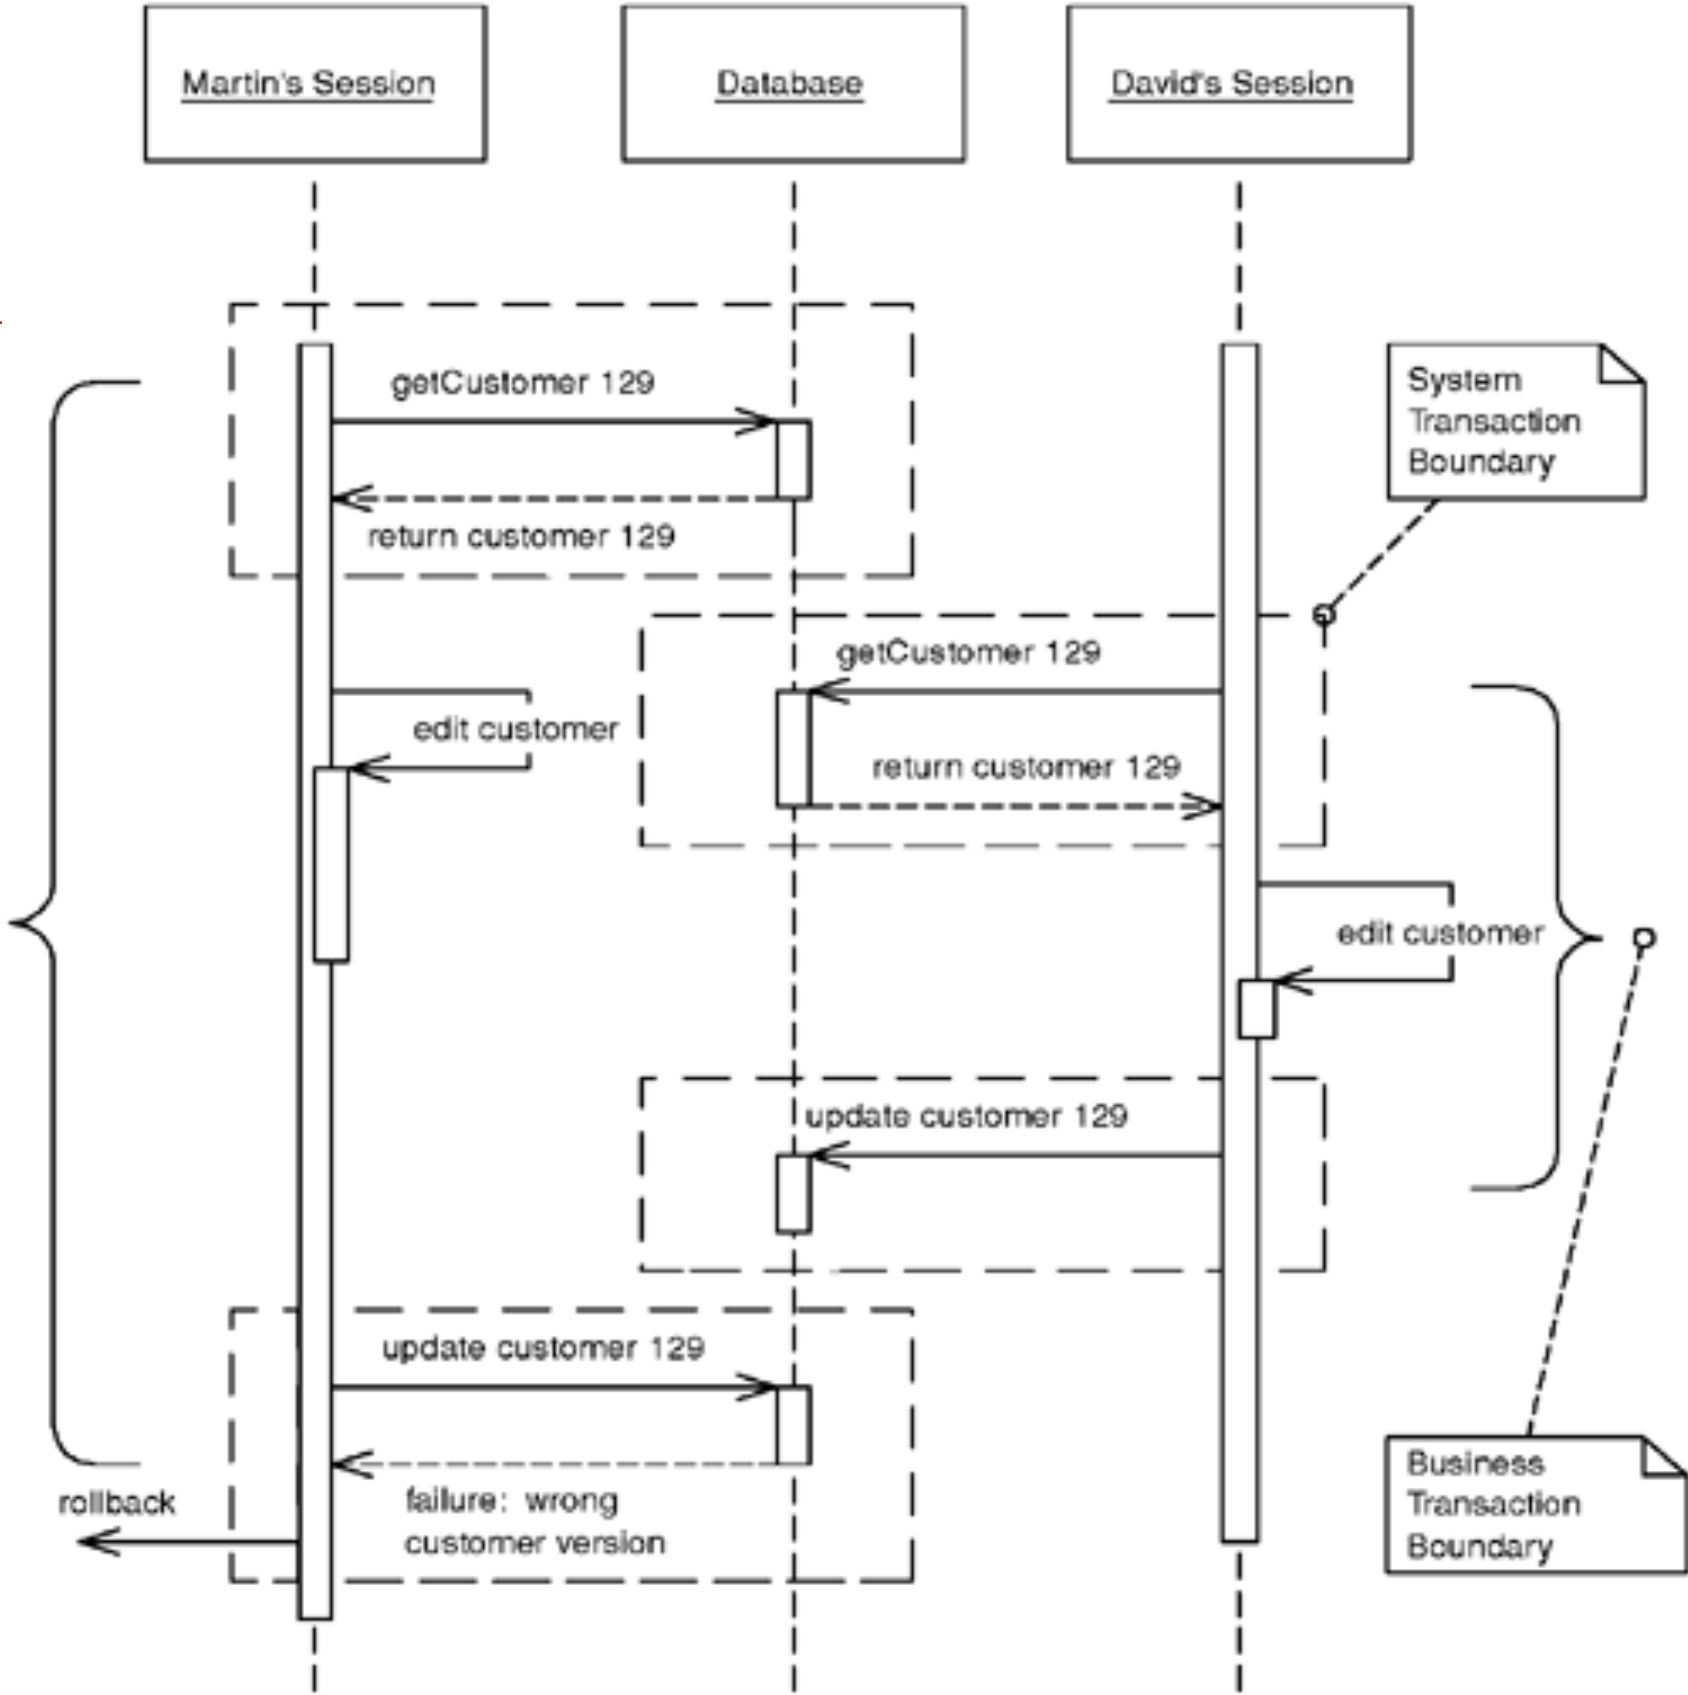 Martin's Session
Database
David's Session
getCustomer 129
System
Transaction
Boundary
return customer 129
getCustomer 129
edit customer
return customer 129
edit customer
update customer 129
update customer 129
rollback
failure: wrong
customer version
Business
Transaction
Boundary